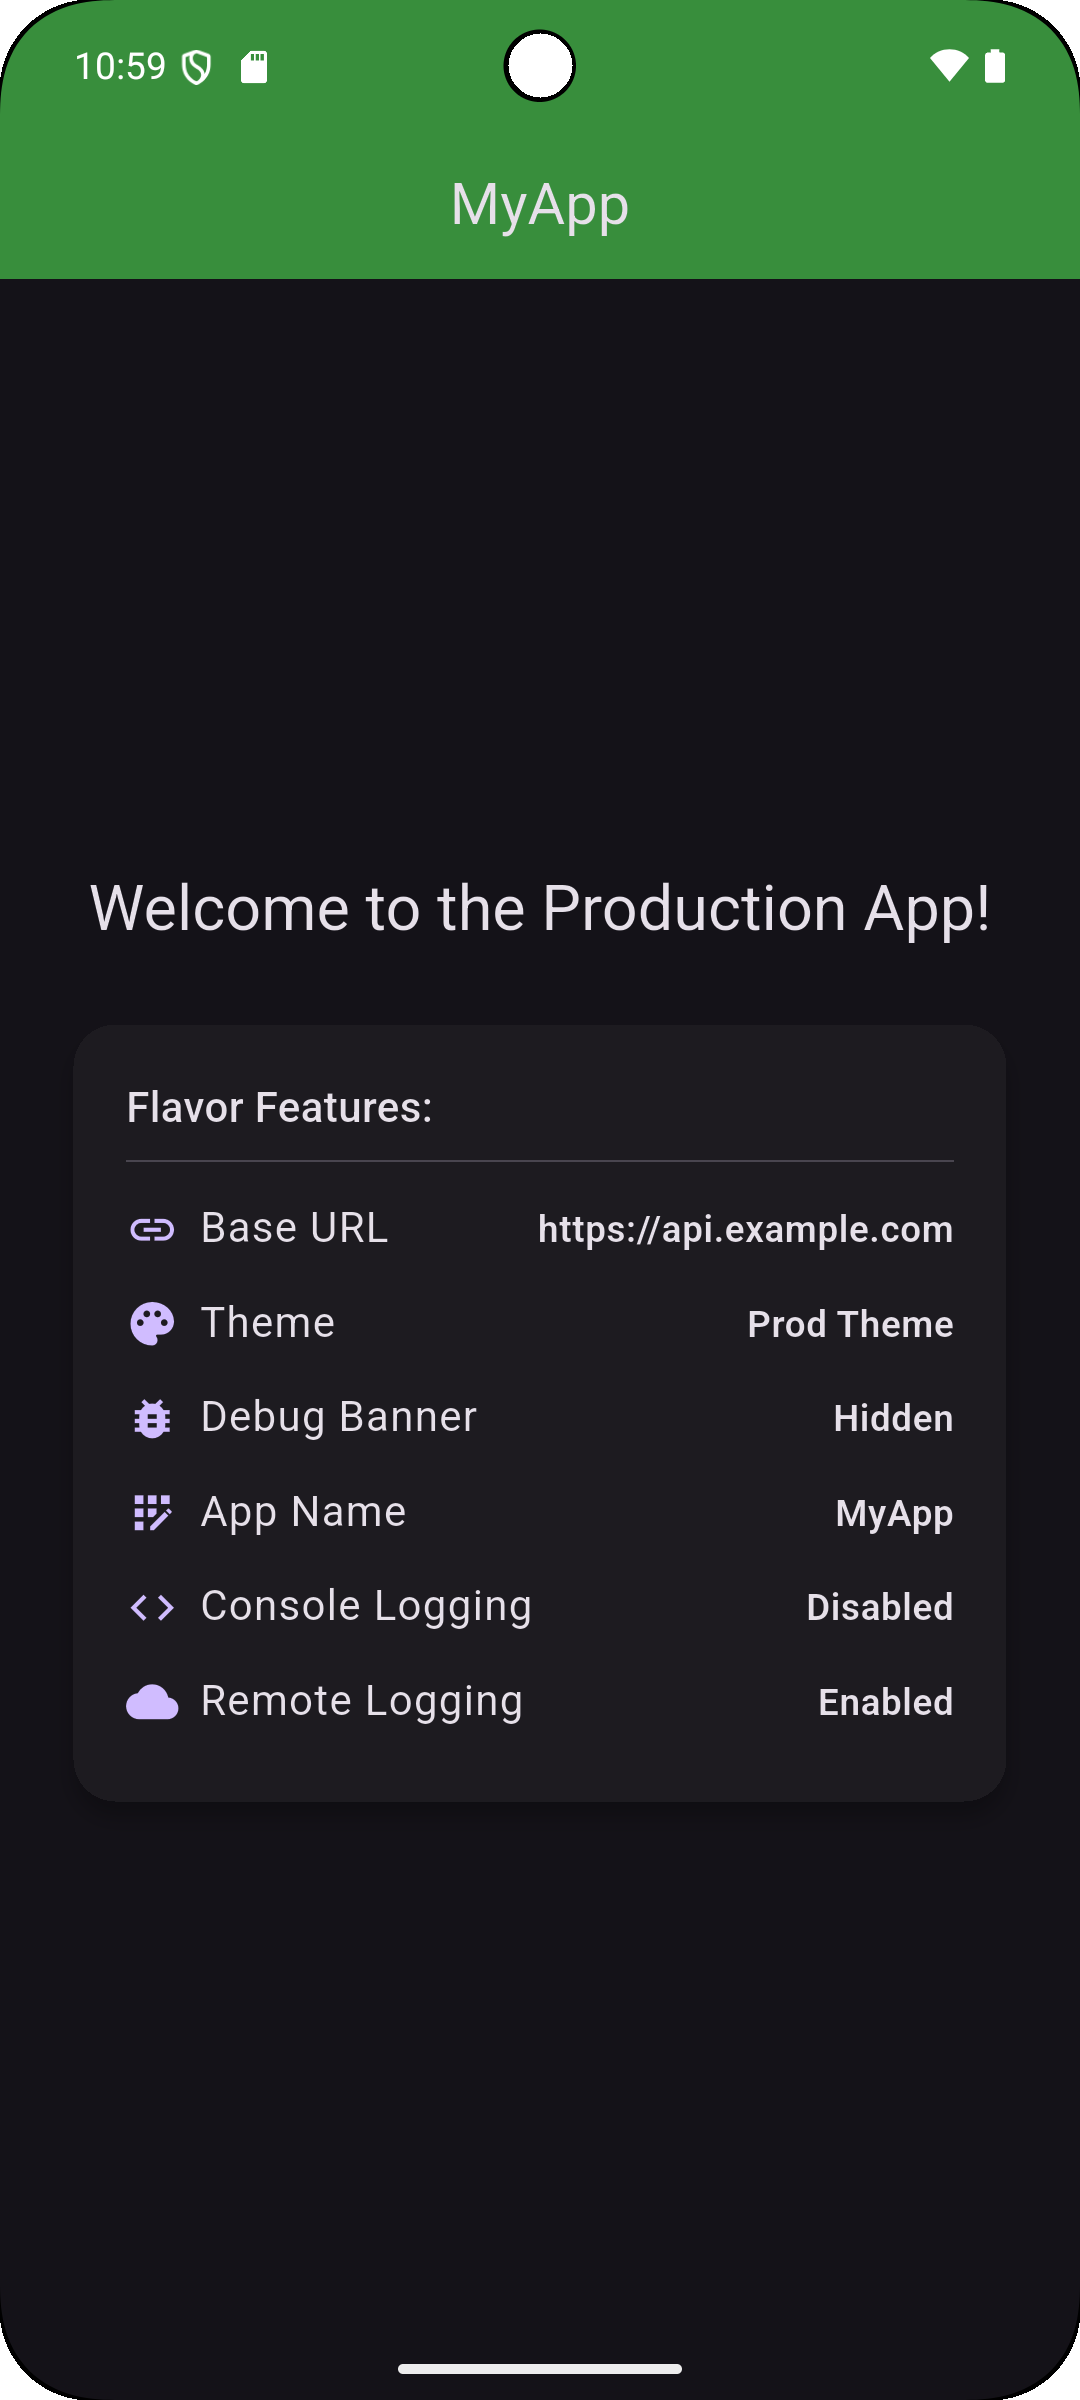 10:59
MyApp
Welcome to the Production App!
Flavor Features:
Base URL https://api.example.com
Theme Prod Theme
Debug Banner Hidden
App Name MyApp
Console Logging Disabled
Remote Logging Enabled